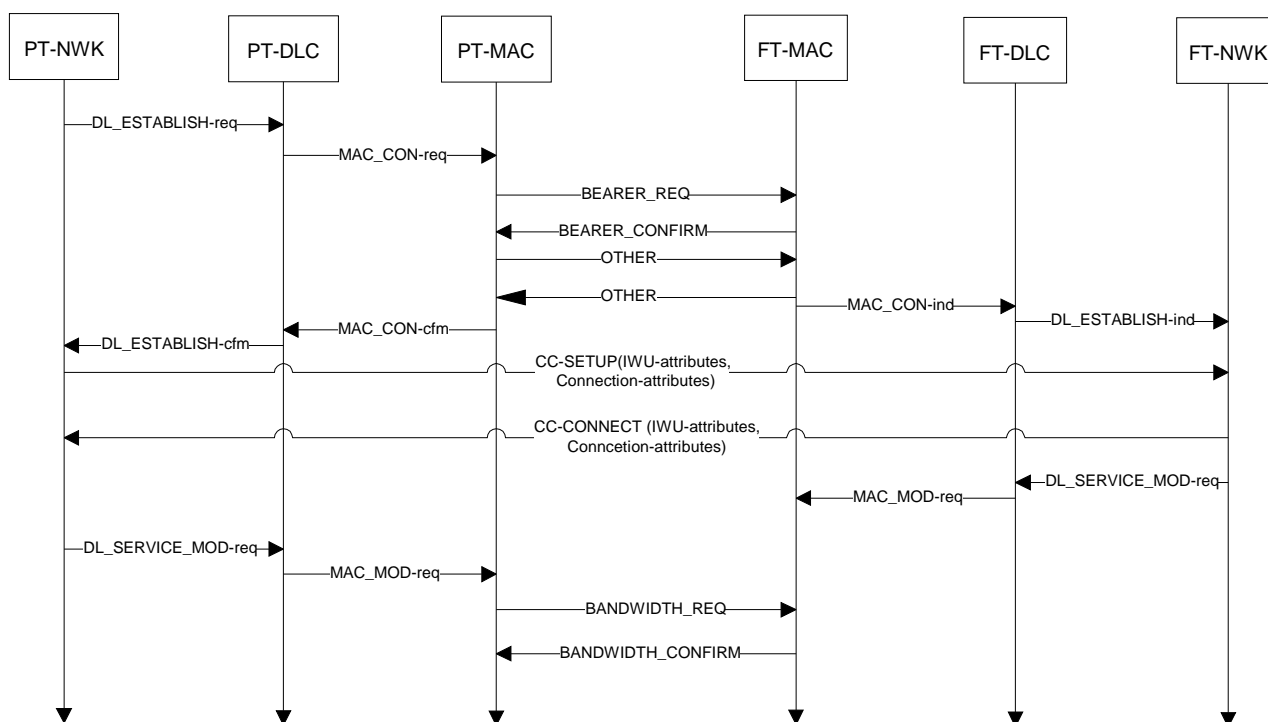 PT-NWK
PT-DLC
PT-MAC
FT-MAC
FT-DLC
FT-NWK
DL_ESTABLISH-req
MAC_CON-req
BEARER_REQ
BEARER_CONFIRM
OTHER
OTHER
MAC_CON-ind
DL_ESTABLISH-ind
MAC_CON-cfm
DL_ESTABLISH-cfm
CC-SETUP(IWU-attributes,
Connection-attributes)
CC-CONNECT (IWU-attributes,
Conncetion-attributes)
DL_SERVICE_MOD-req
MAC_MOD-req
DL_SERVICE_MOD-req
MAC_MOD-req
BANDWIDTH_REQ
BANDWIDTH_CONFIRM